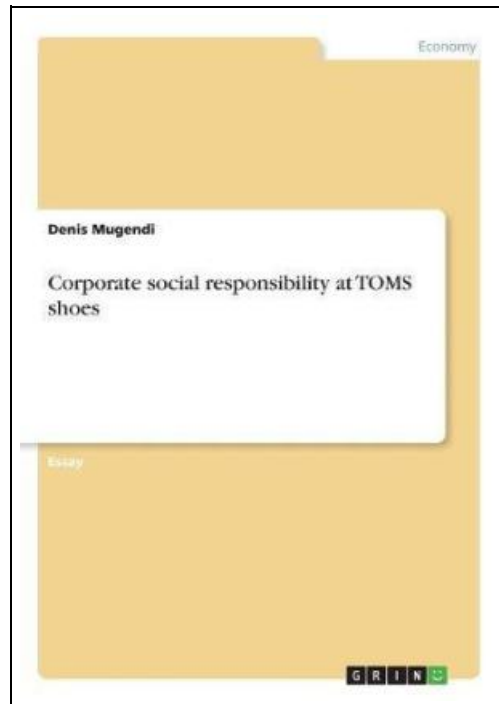 Economy
Denis Mugendi
Corporate social responsibility at TOMS
shoes
Essay
GRIN